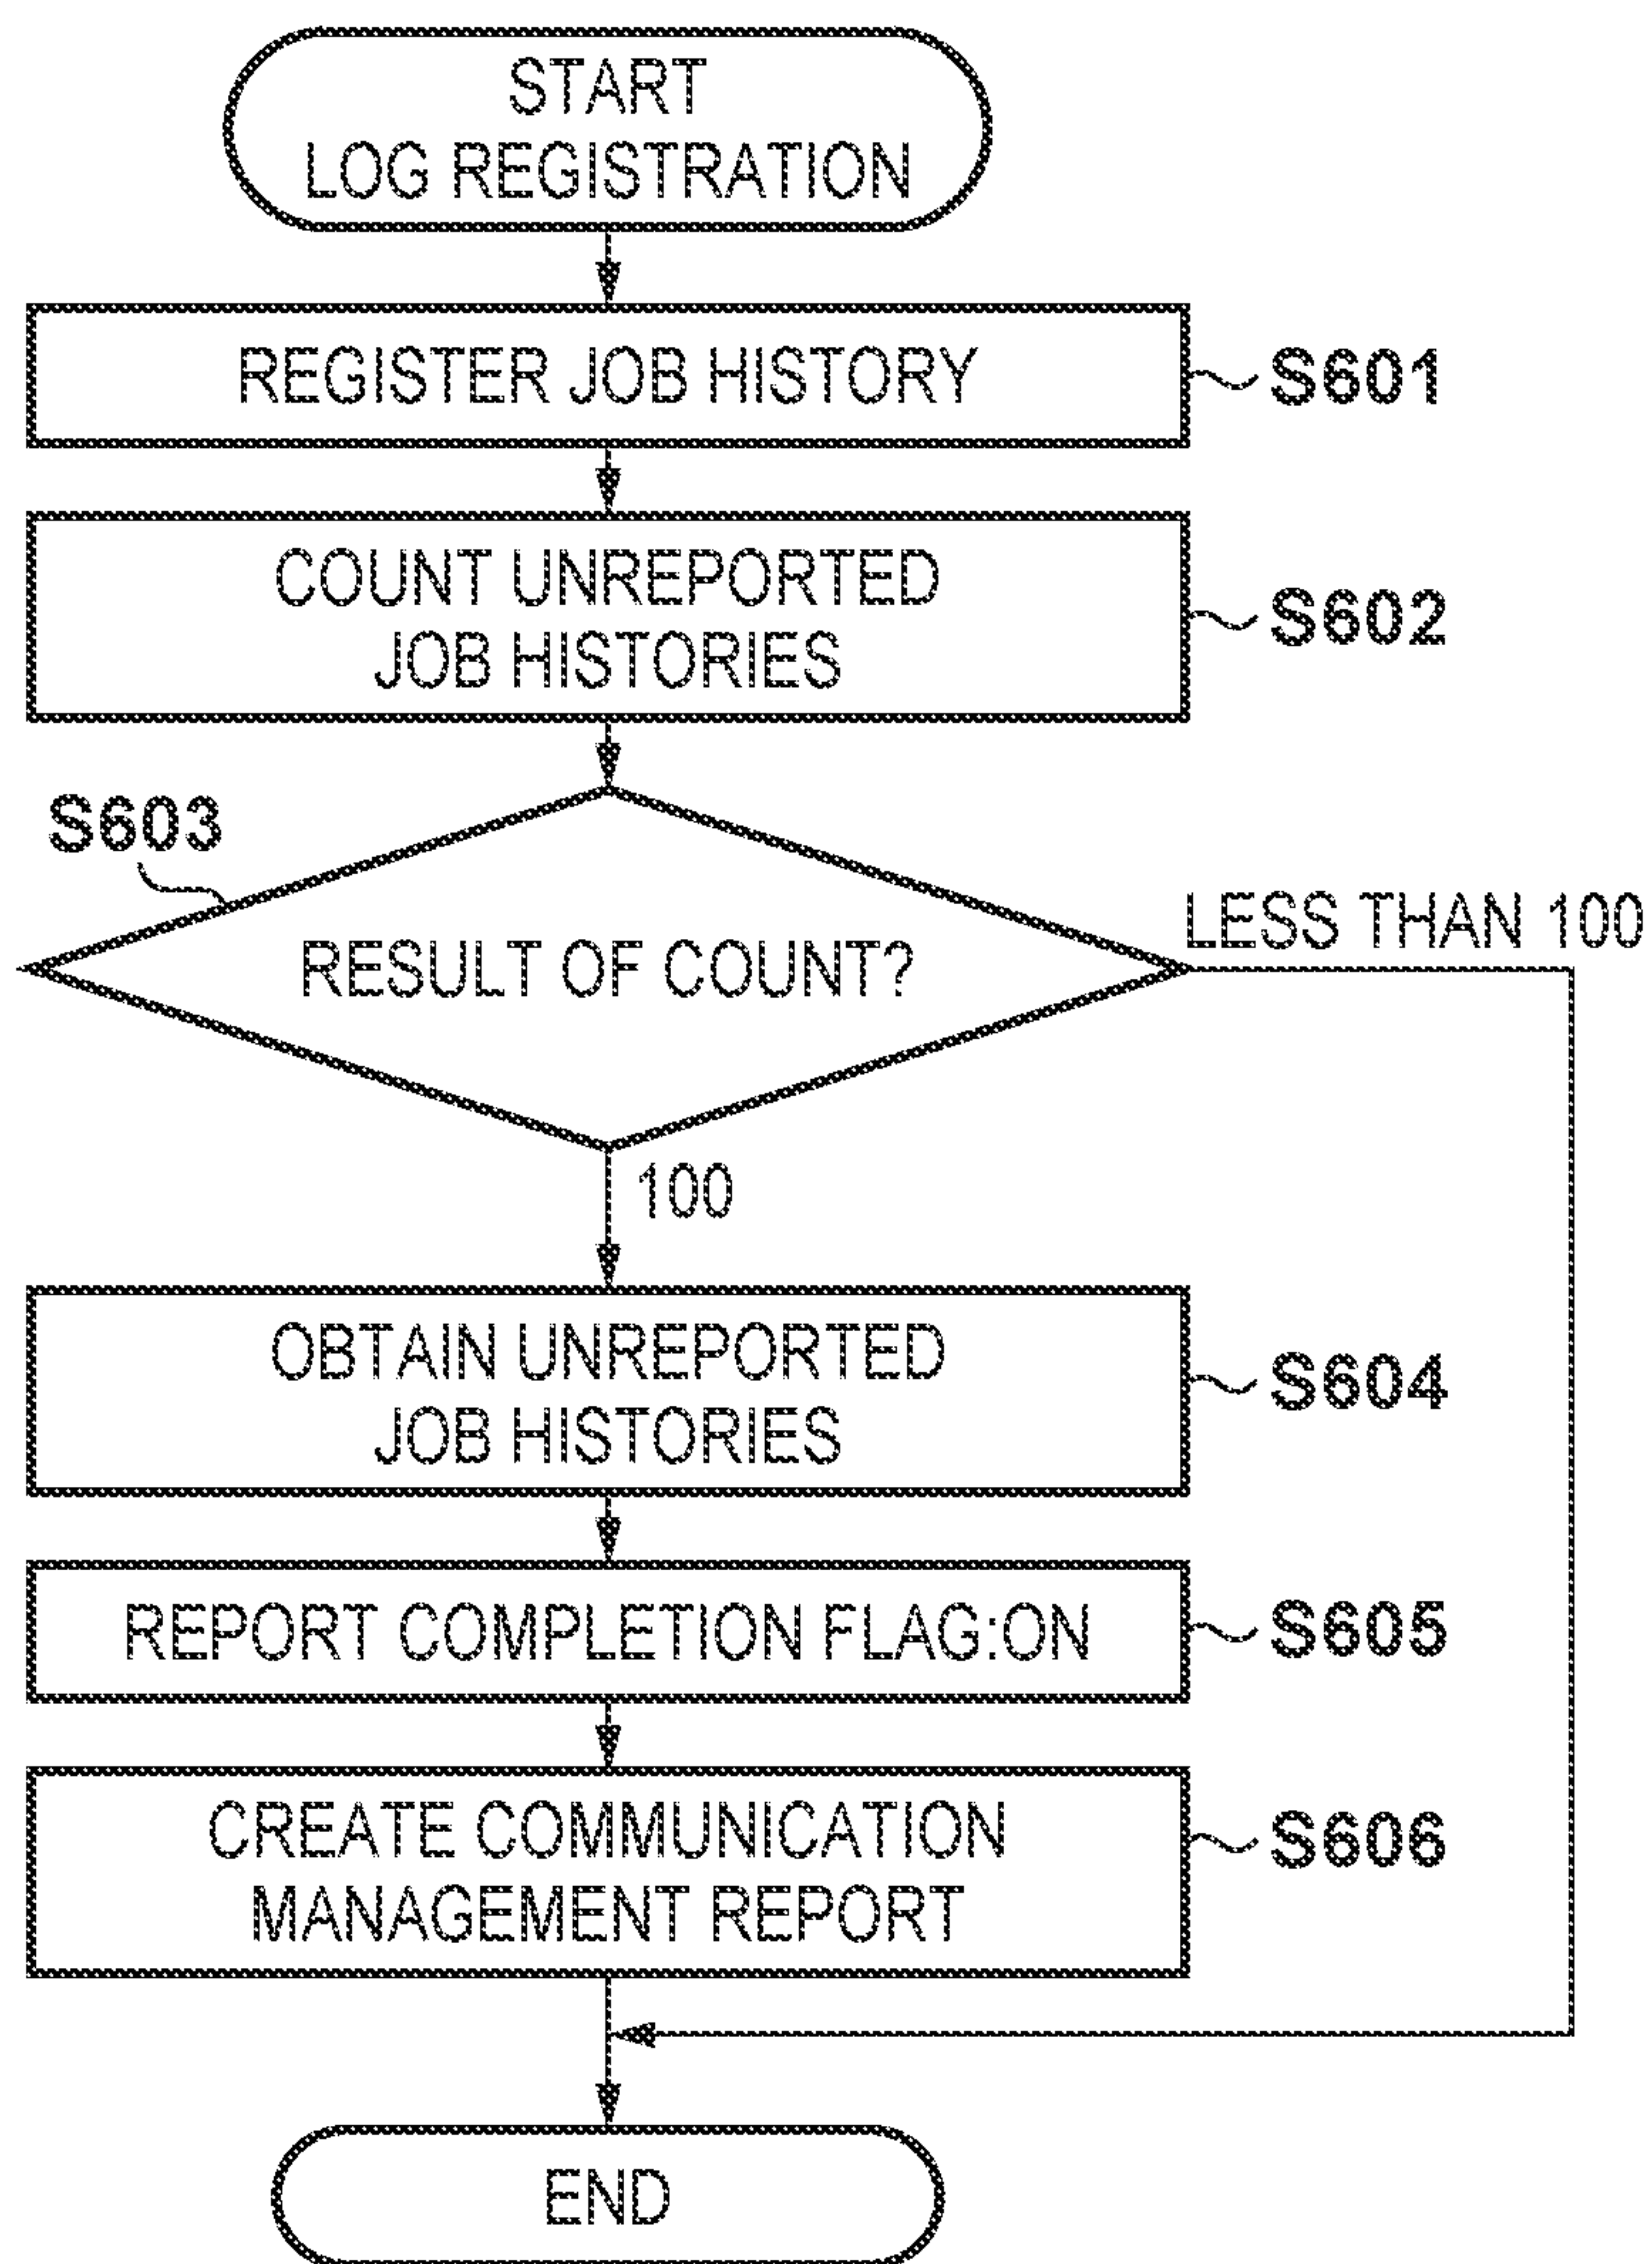 START
LOG REGISTRATION
REGISTER JOB HISTORY
S601
COUNT UNREPORTED
JOB HISTORIES
S602
S603
RESULT OF COUNT?
LESS THAN 100
100
OBTAIN UNREPORTED
JOB HISTORIES
S604
REPORT COMPLETION FLAG:ON
S605
CREATE COMMUNICATION
MANAGEMENT REPORT
S606
END